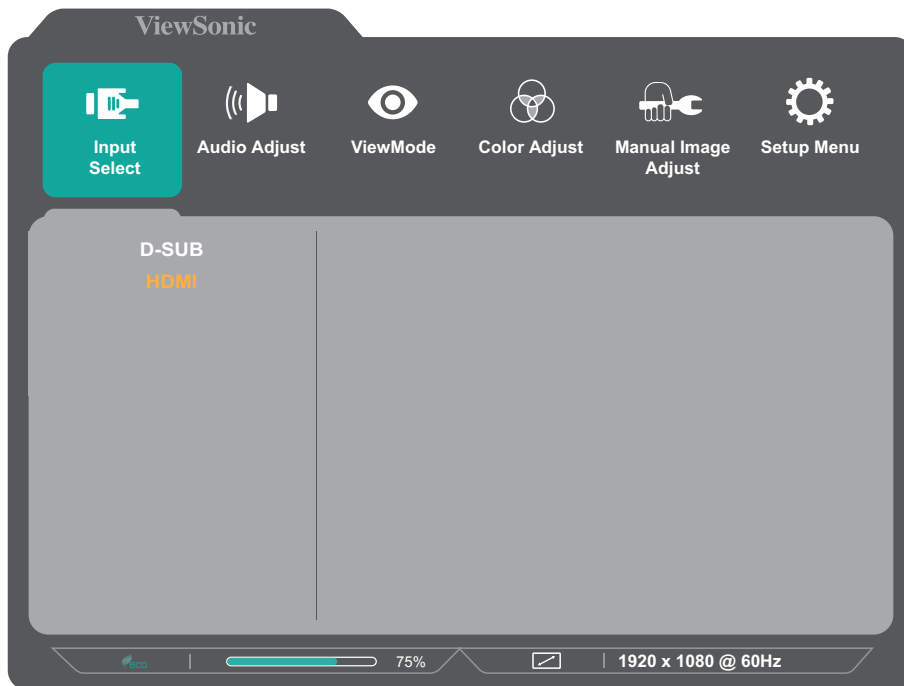 ViewSonic
Input
Select
Audio Adjust
ViewMode
Color Adjust
Manual Image
Adjust
Setup Menu
D-SUB
HDMI
ECO
75%
1920 x 1080 @ 60Hz